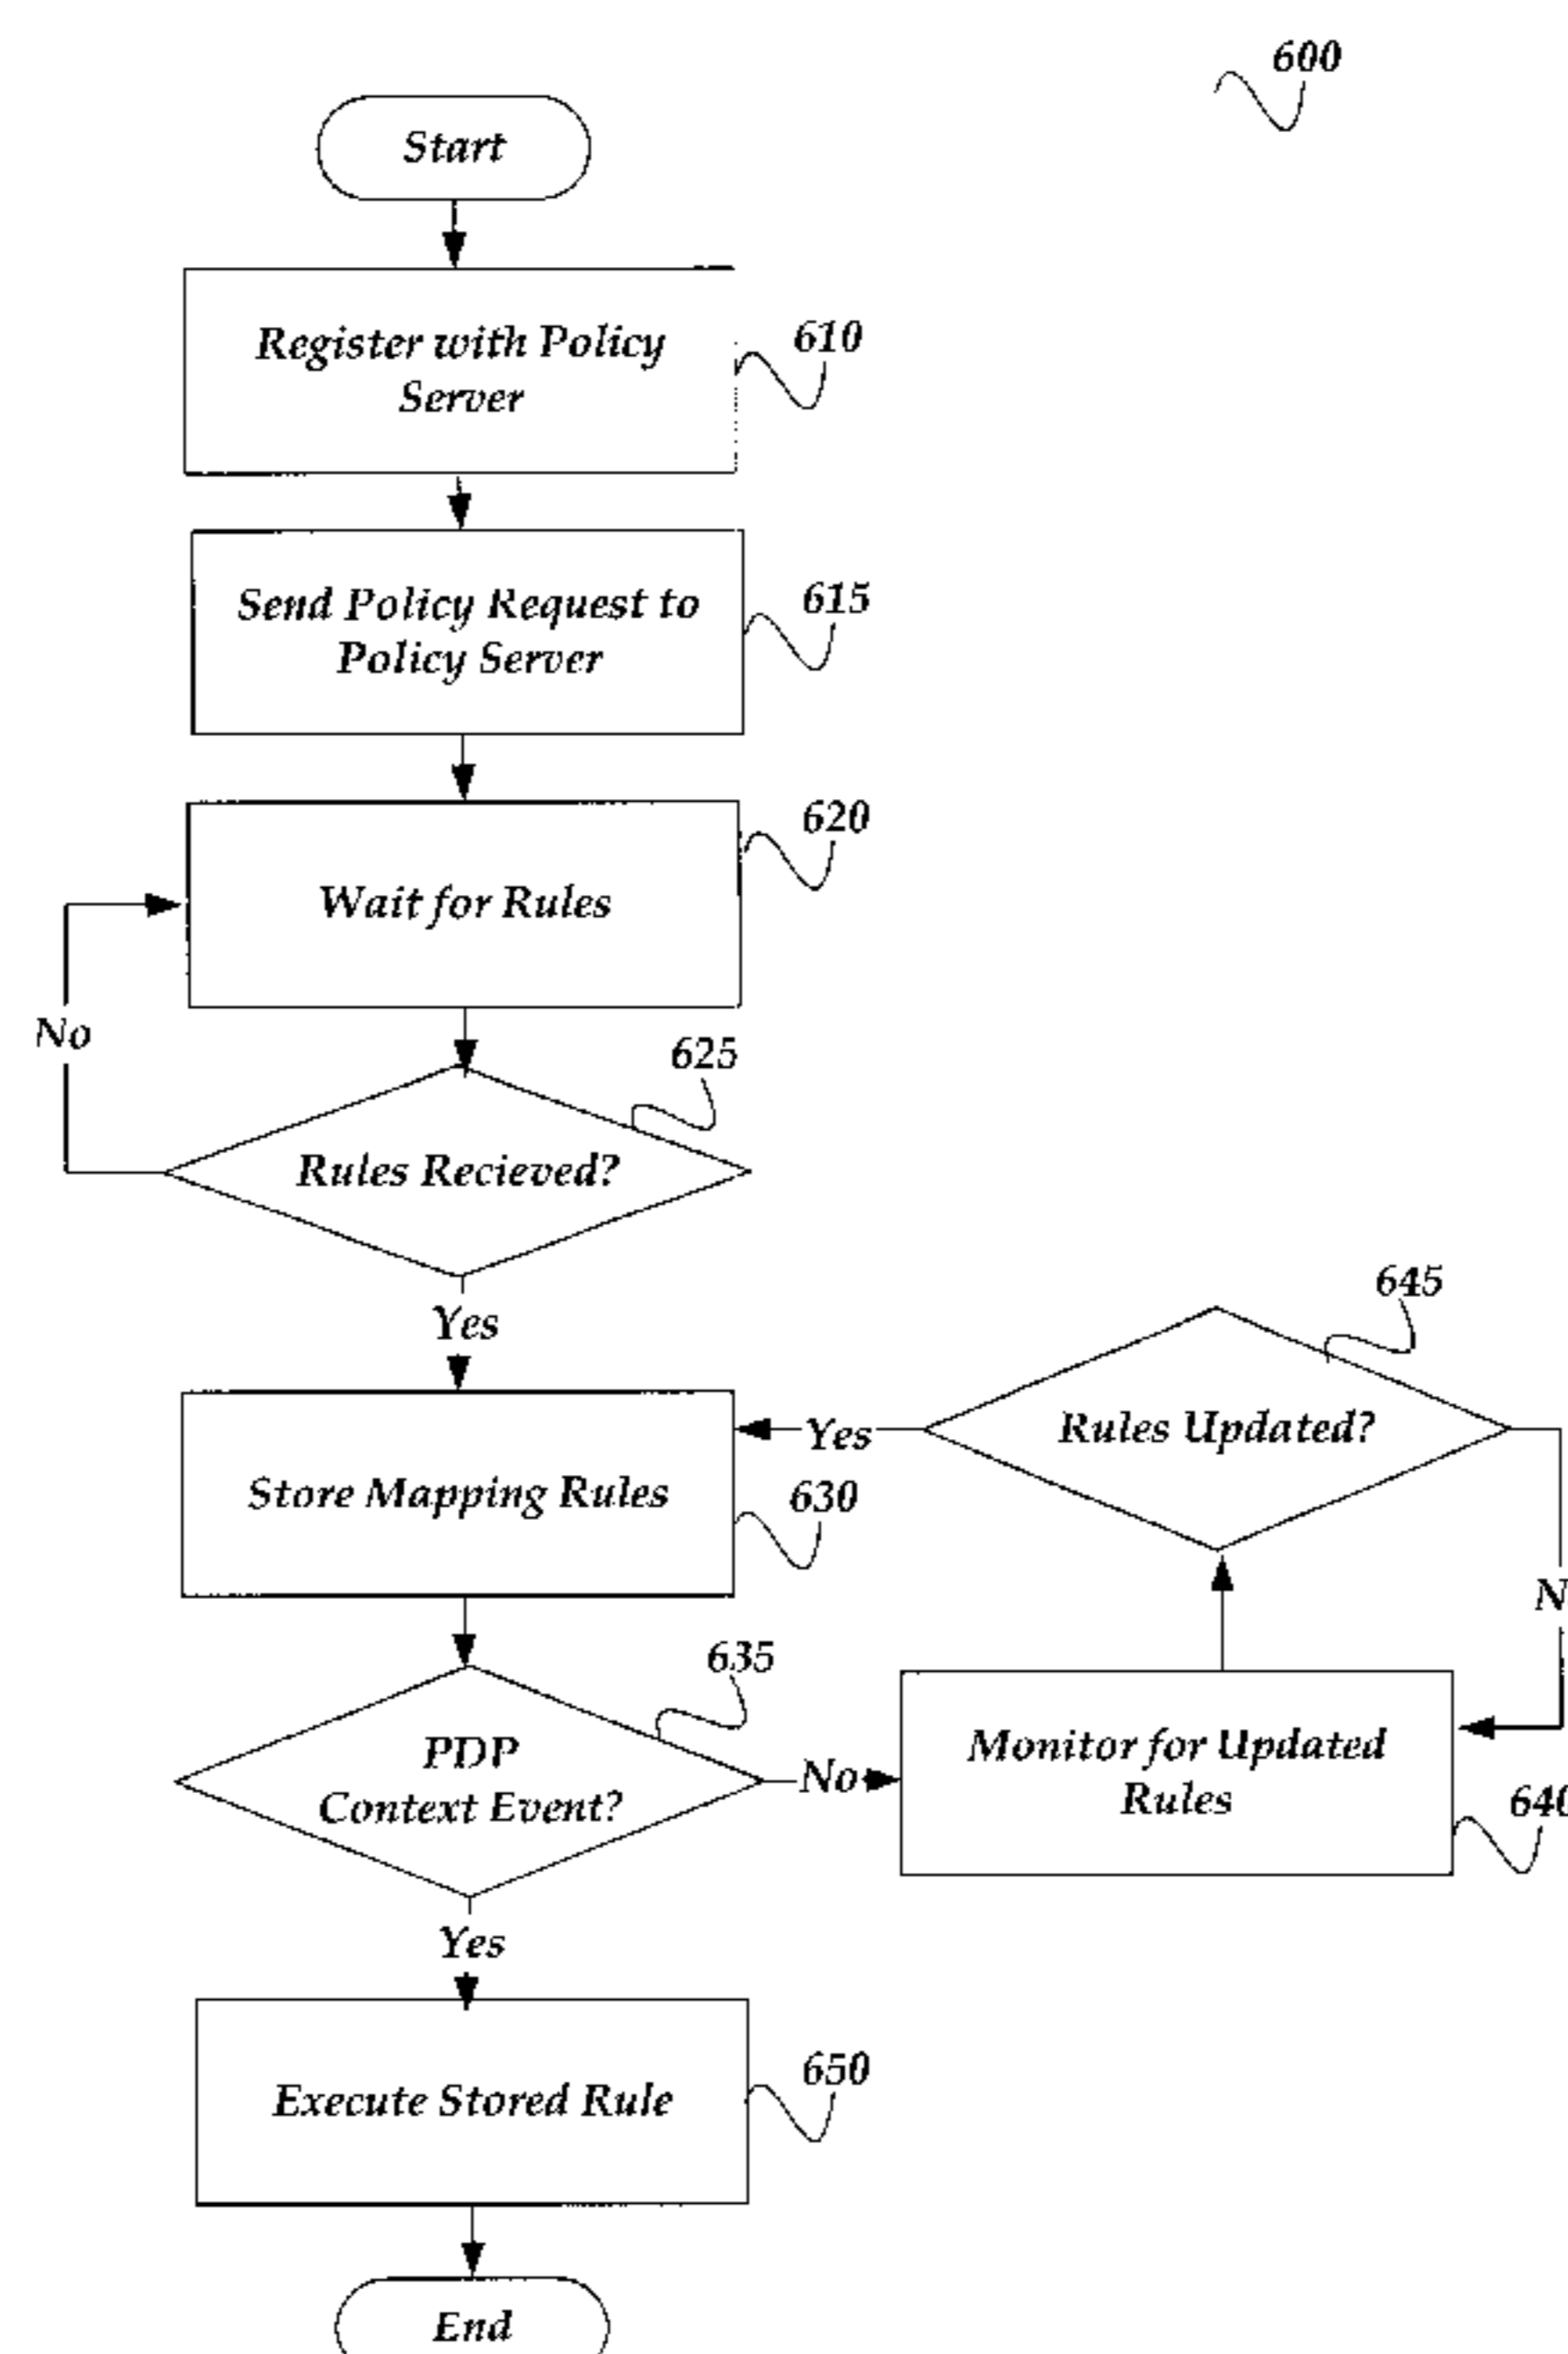 600
Start
Register with Policy
Server
610
Send Policy Request to
Policy Server
615
620
Wait for Rules
No
625
Rules Recieved?
Yes
645
Rules Updated?
Yes
Store Mapping Rules
630
N
635
PDP
Context Event?
No
Monitor for Updated
Rules
640
Yes
Execute Stored Rule
650
End